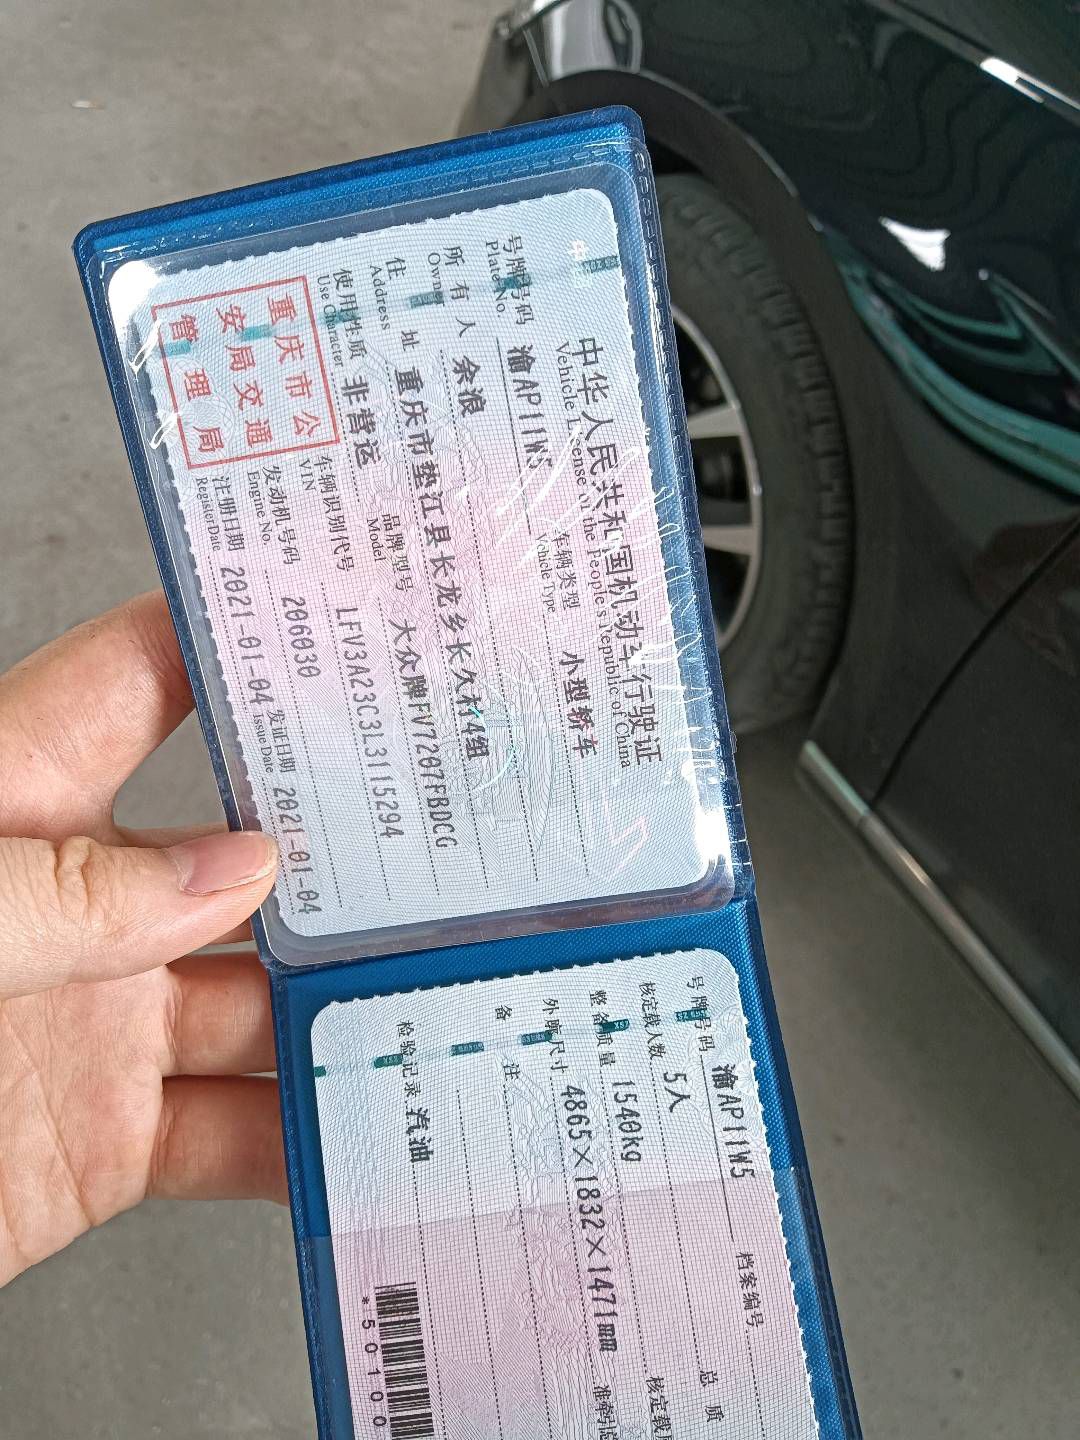 中华人民共和国机动车行驶证
Vehicle License of the People's Republic of China
号牌号码 渝AP11W5 车辆类型 小型轿车
Plate No. Vehicle Type
所有人 余浪
Owner
住 址 重庆市垫江县长龙乡长久村4组
Address
使用性质 非营运 品牌型号 大众牌FV7207FBDCG
Use Character Model
重庆市公
安局交通
管理局
车辆识别代号 LFV3A23C3L3115294
VIN
发动机号码 206030
Engine No.
注册日期 2021-01-04 发证日期 2021-01-04
Register Date Issue Date
号牌号码 渝AP11W5 档案编号
核定载人数 5人 总质
整备质量 1540kg 核定载
外廓尺寸 4865×1832×1471mm 准牵
备 注
检验记录 汽油
*50100